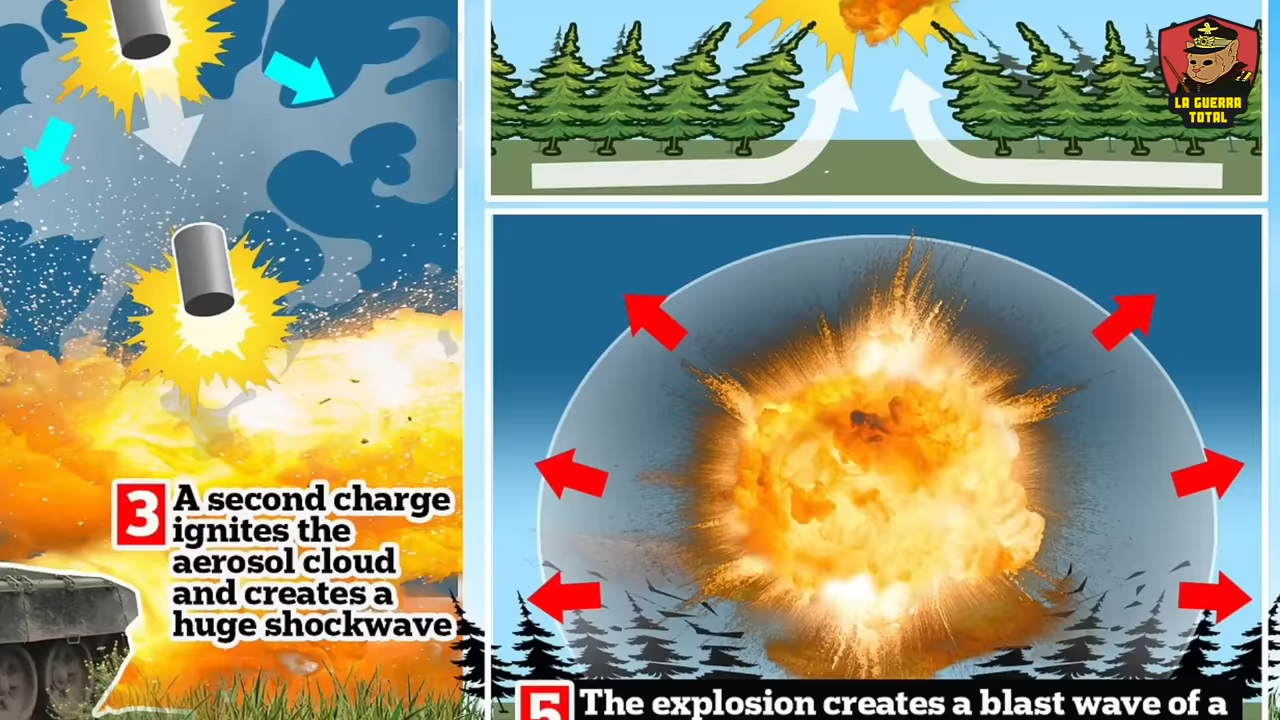 LA GUERRA
TOTAL
3 A second charge
ignites the
aerosol cloud
and creates a
huge shockwave
5 The explosion creates a blast wave of a